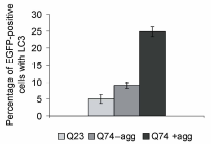 Percentage of EGFP-positive
cells with LC3
30
25
20
15
10
5
0
Q23
Q74–agg
Q74 +agg